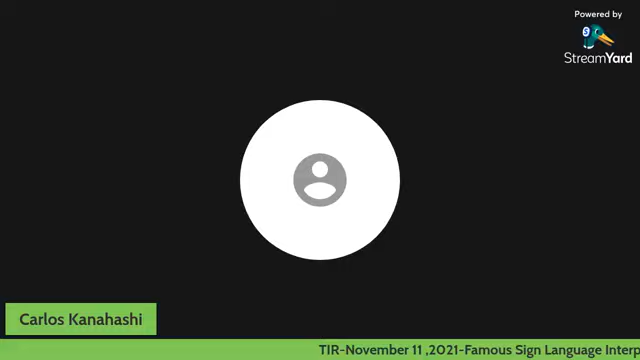 Powered by
StreamYard
Carlos Kanahashi
TIR-November 11 ,2021-Famous Sign Language Interp